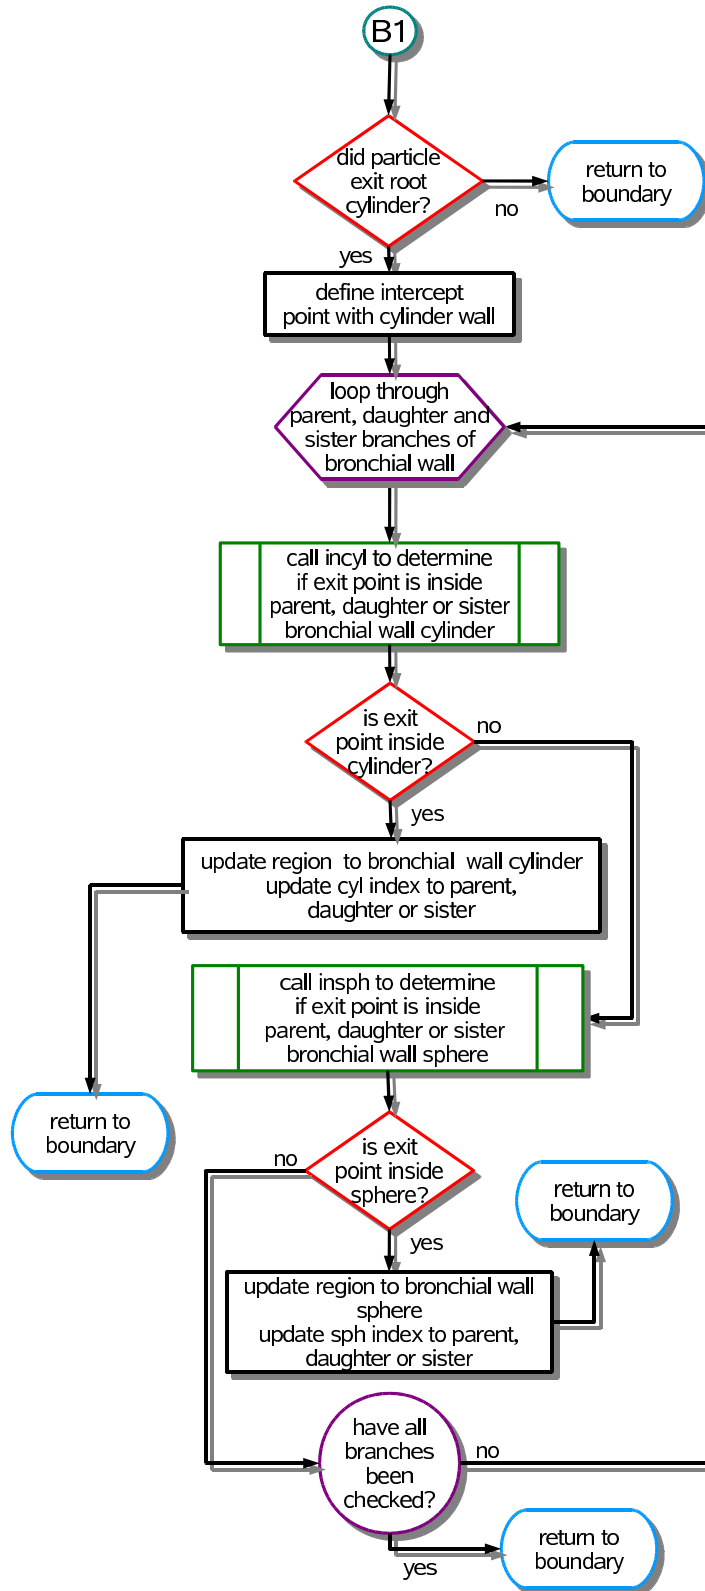 B1
did particle
exit root
cylinder?
return to
boundary
no
yes
define intercept
point with cylinder wall
loop through
parent, daughter and
sister branches of
bronchial wall
call incyl to determine
if exit point is inside
parent, daughter or sister
bronchial wall cylinder
is exit
point inside
cylinder?
no
yes
update region to bronchial wall cylinder
update cyl index to parent,
daughter or sister
call insph to determine
if exit point is inside
parent, daughter or sister
bronchial wall sphere
return to
boundary
is exit
point inside
sphere?
no
yes
return to
boundary
update region to bronchial wall
sphere
update sph index to parent,
daughter or sister
have all
branches
been
checked?
no
yes
return to
boundary